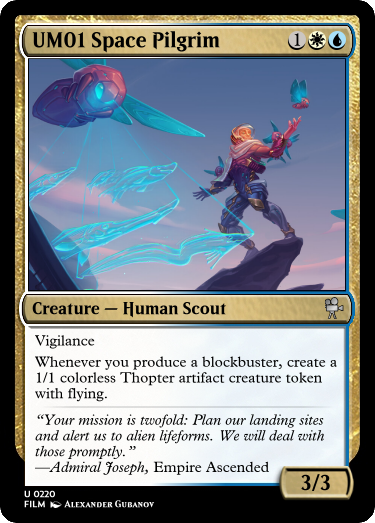 UM01 Space Pilgrim 1
Creature — Human Scout
Vigilance
Whenever you produce a blockbuster, create a
1/1 colorless Thopter artifact creature token
with flying.
“Your mission is twofold: Plan our landing
sites and alert us to alien lifeforms. We will deal with
those promptly.”
—Admiral Joseph, Empire Ascended
3/3
U 0220
FILM Alexander Gubanov